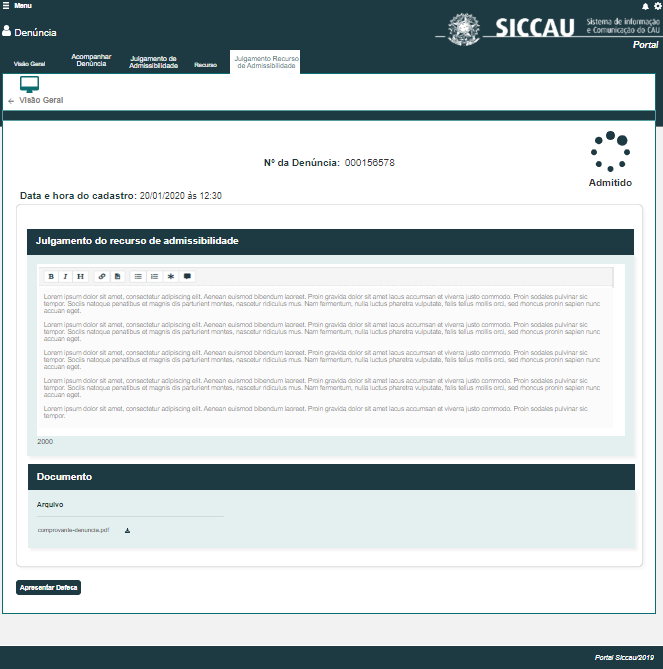 Menu
Denúncia
SICCAU
Sistema de Informação
e Comunicação do CAU
Portal
Visão Geral
Acompanhar
Denúncia
Julgamento de
Admissibilidade
Recurso
Julgamento Recurso
de Admissibilidade
← Visão Geral
Nº da Denúncia: 000156578
Admitido
Data e hora do cadastro: 20/01/2020 às 12:30
Julgamento do recurso de admissibilidade
B I H
Lorem ipsum dolor sit amet, consectetur adipiscing elit. Aenean euismod bibendum laoreet. Proin gravida dolor sit amet lacus accumsan et viverra justo commodo. Proin sodales pulvinar sic
tempor. Sociis natoque penatibus et magnis dis parturient montes, nascetur ridiculus mus. Nam fermentum, nulla luctus pharetra vulputate, felis tellus mollis orci, sed rhoncus pronin sapien nunc
accuan eget.
Lorem ipsum dolor sit amet, consectetur adipiscing elit. Aenean euismod bibendum laoreet. Proin gravida dolor sit amet lacus accumsan et viverra justo commodo. Proin sodales pulvinar sic
tempor. Sociis natoque penatibus et magnis dis parturient montes, nascetur ridiculus mus. Nam fermentum, nulla luctus pharetra vulputate, felis tellus mollis orci, sed rhoncus pronin sapien nunc
accuan eget.
Lorem ipsum dolor sit amet, consectetur adipiscing elit. Aenean euismod bibendum laoreet. Proin gravida dolor sit amet lacus accumsan et viverra justo commodo. Proin sodales pulvinar sic
tempor. Sociis natoque penatibus et magnis dis parturient montes, nascetur ridiculus mus. Nam fermentum, nulla luctus pharetra vulputate, felis tellus mollis orci, sed rhoncus pronin sapien nunc
accuan eget.
Lorem ipsum dolor sit amet, consectetur adipiscing elit. Aenean euismod bibendum laoreet. Proin gravida dolor sit amet lacus accumsan et viverra justo commodo. Proin sodales pulvinar sic
tempor. Sociis natoque penatibus et magnis dis parturient montes, nascetur ridiculus mus. Nam fermentum, nulla luctus pharetra vulputate, felis tellus mollis orci, sed rhoncus pronin sapien nunc
accuan eget.
Lorem ipsum dolor sit amet, consectetur adipiscing elit. Aenean euismod bibendum laoreet. Proin gravida dolor sit amet lacus accumsan et viverra justo commodo. Proin sodales pulvinar sic
tempor.
2000
Documento
Arquivo
comprovante-denuncia.pdf
Apresentar Defesa
Portal Siccau/2019